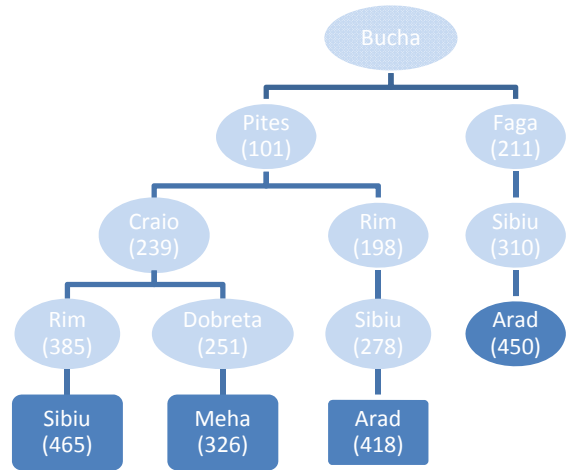 Bucha
Pites
(101)
Faga
(211)
Craio
(239)
Rim
(198)
Sibiu
(310)
Rim
(385)
Dobreta
(251)
Sibiu
(278)
Arad
(450)
Sibiu
(465)
Meha
(326)
Arad
(418)